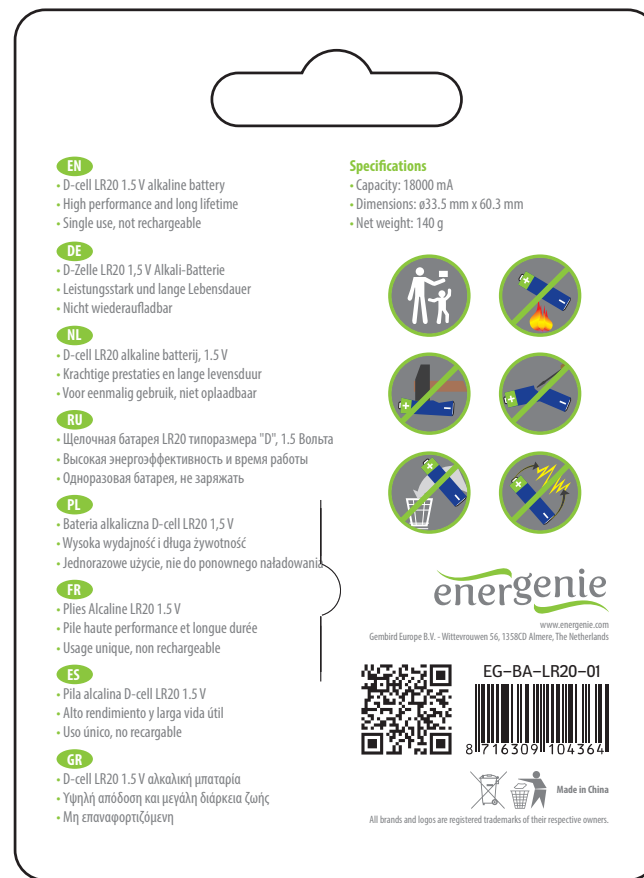 EN
• D-cell LR20 1.5 V alkaline battery
• High performance and long lifetime
• Single use, not rechargeable
DE
• D-Zelle LR20 1,5 V Alkali-Batterie
• Leistungsstark und lange Lebensdauer
• Nicht wiederaufladbar
NL
• D-cell LR20 alkaline batterij, 1.5 V
• Krachtige prestaties en lange levensduur
• Voor eenmalig gebruik, niet oplaadbaar
RU
• Щелочная батарея LR20 типоразмера "D", 1.5 Вольта
• Высокая энергоэффективность и время работы
• Одноразовая батарея, не заряжать
PL
• Bateria alkaliczna D-cell LR20 1,5 V
• Wysoka wydajność i długa żywotność
• Jednorazowe użycie, nie do ponownego naładowania
FR
• Plies Alcaline LR20 1.5 V
• Pile haute performance et longue durée
• Usage unique, non rechargeable
ES
• Pila alcalina D-cell LR20 1.5 V
• Alto rendimiento y larga vida útil
• Uso único, no recargable
GR
• D-cell LR20 1.5 V αλκαλική μπαταρία
• Υψηλή απόδοση και μεγάλη διάρκεια ζωής
• Μη επαναφορτιζόμενη
Specifications
• Capacity: 18000 mA
• Dimensions: ø33.5 mm x 60.3 mm
• Net weight: 140 g
energenie
www.energenie.com
Gembird Europe B.V. - Wittevrouwen 56, 1358CD Almere, The Netherlands
EG-BA-LR20-01
8 716309 104364
Made in China
All brands and logos are registered trademarks of their respective owners.